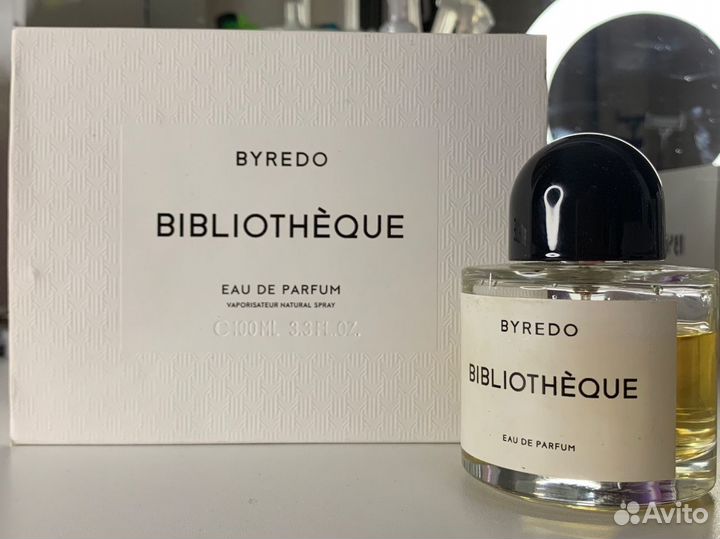 BYREDO
BIBLIOTHÈQUE
EAU DE PARFUM
VAPORISATEUR NATURAL SPRAY
℮100ML 3.3FL.OZ.
BYREDO
BIBLIOTHÈQUE
EAU DE PARFUM
Avito